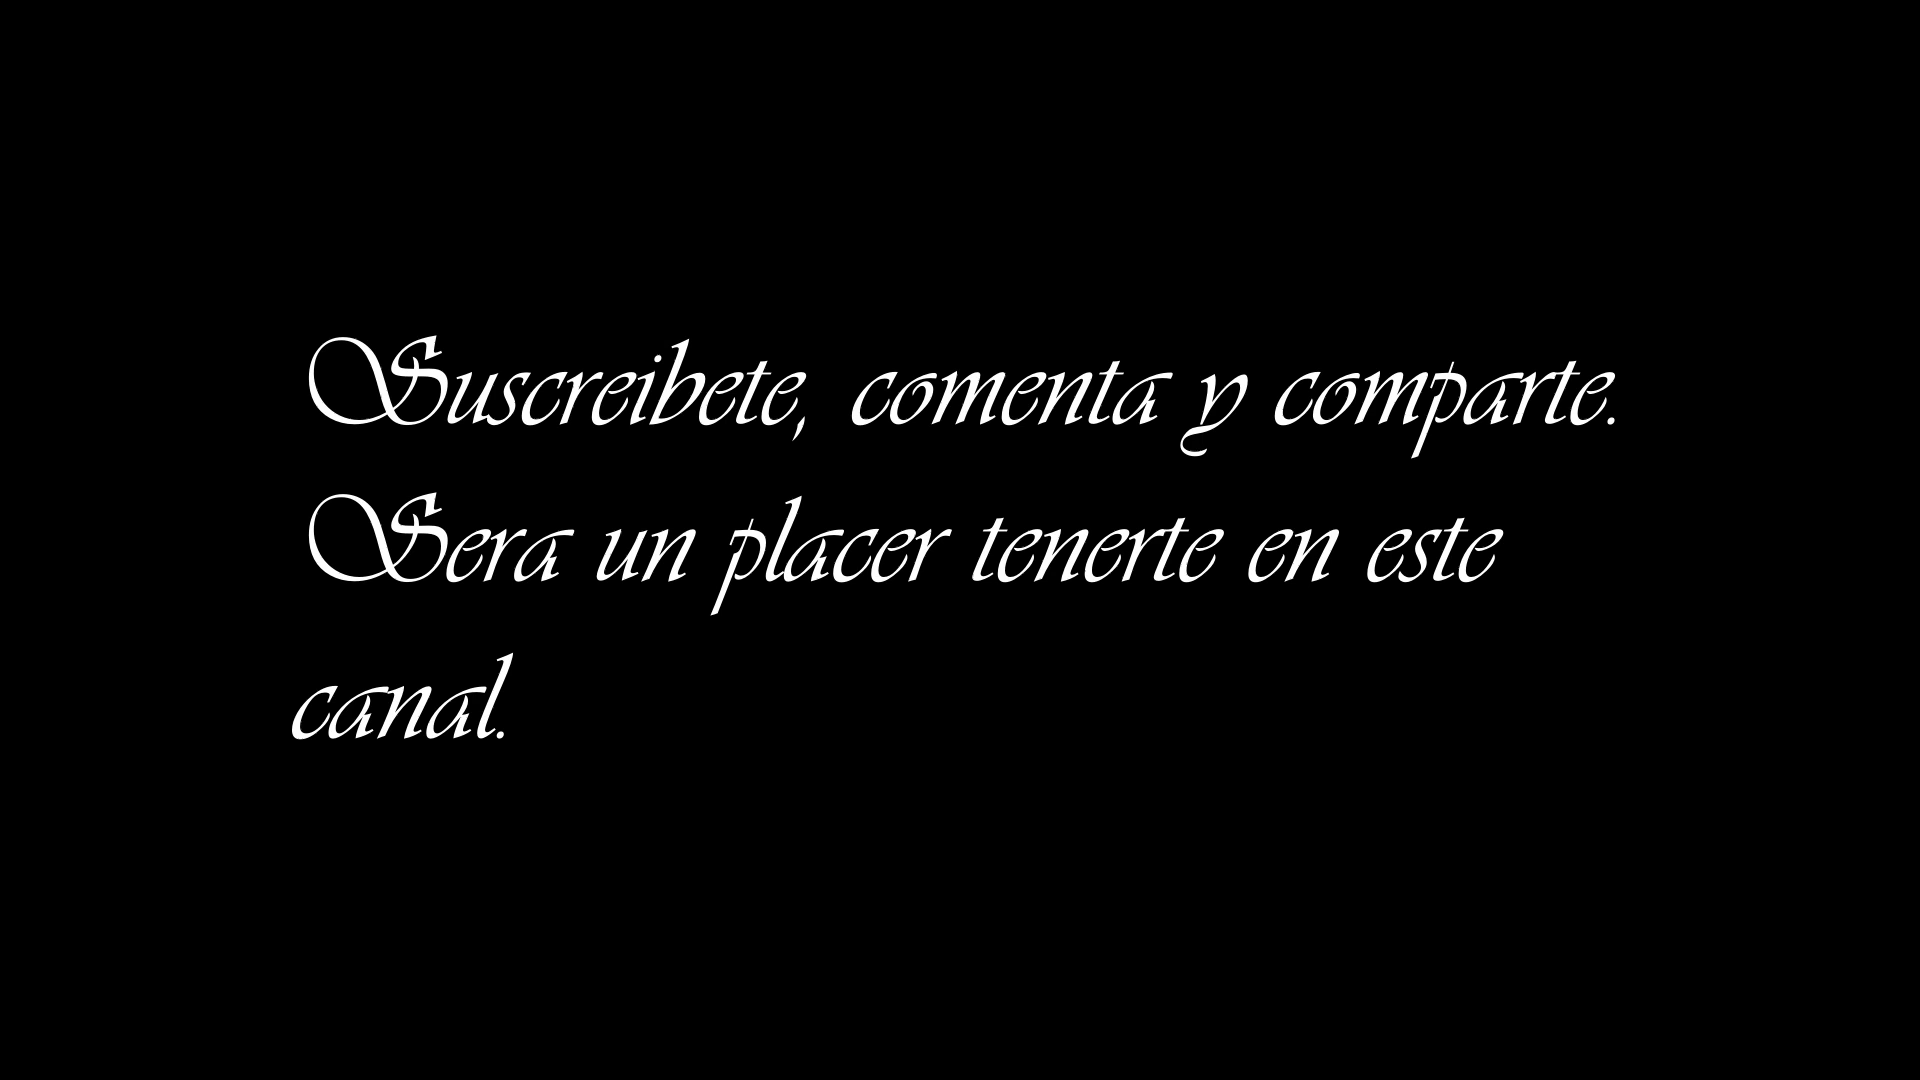 Suscreibete, comenta y comparte.
Sera un placer tenerte en este
canal.